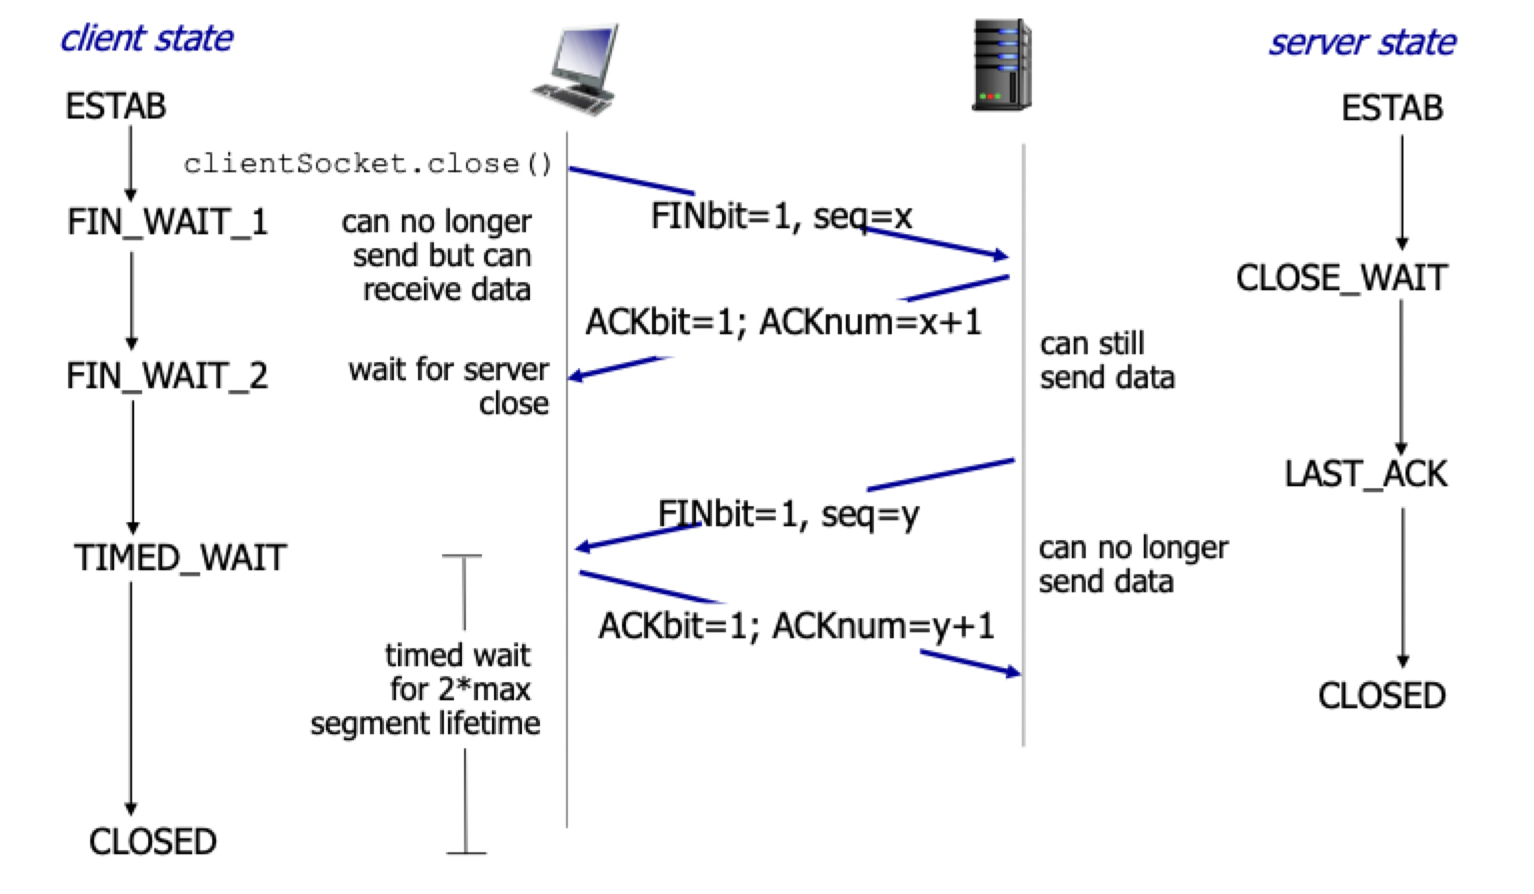 client state
server state
ESTAB
ESTAB
clientSocket.close()
FINbit=1, seq=x
FIN_WAIT_1
can no longer
send but can
receive data
CLOSE_WAIT
ACKbit=1; ACKnum=x+1
can still
send data
FIN_WAIT_2
wait for server
close
LAST_ACK
FINbit=1, seq=y
can no longer
send data
TIMED_WAIT
ACKbit=1; ACKnum=y+1
timed wait
for 2*max
segment lifetime
CLOSED
CLOSED